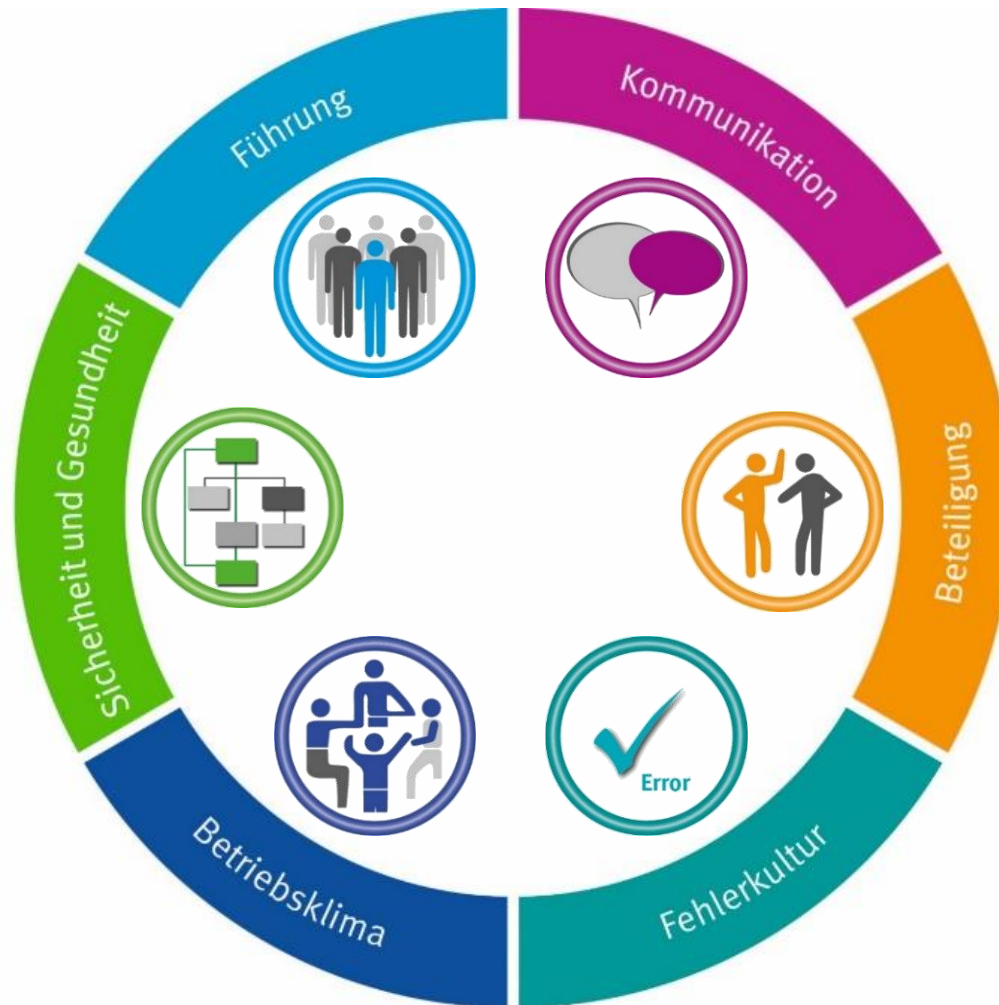 Führung
Kommunikation
Beteiligung
Fehlerkultur
Error
Betriebsklima
Sicherheit und Gesundheit